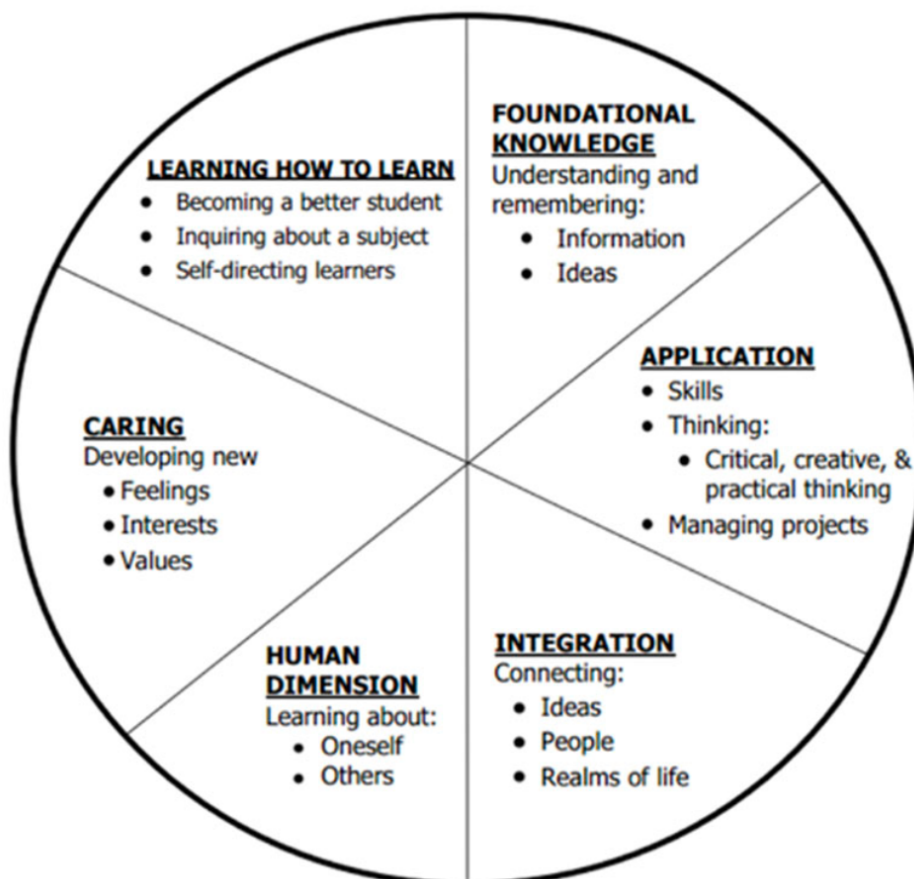 FOUNDATIONAL
KNOWLEDGE
Understanding and
remembering:
• Information
• Ideas
APPLICATION
• Skills
• Thinking:
• Critical, creative, &
practical thinking
• Managing projects
INTEGRATION
Connecting:
• Ideas
• People
• Realms of life
HUMAN
DIMENSION
Learning about:
• Oneself
• Others
CARING
Developing new
• Feelings
• Interests
• Values
LEARNING HOW TO LEARN
• Becoming a better student
• Inquiring about a subject
• Self-directing learners